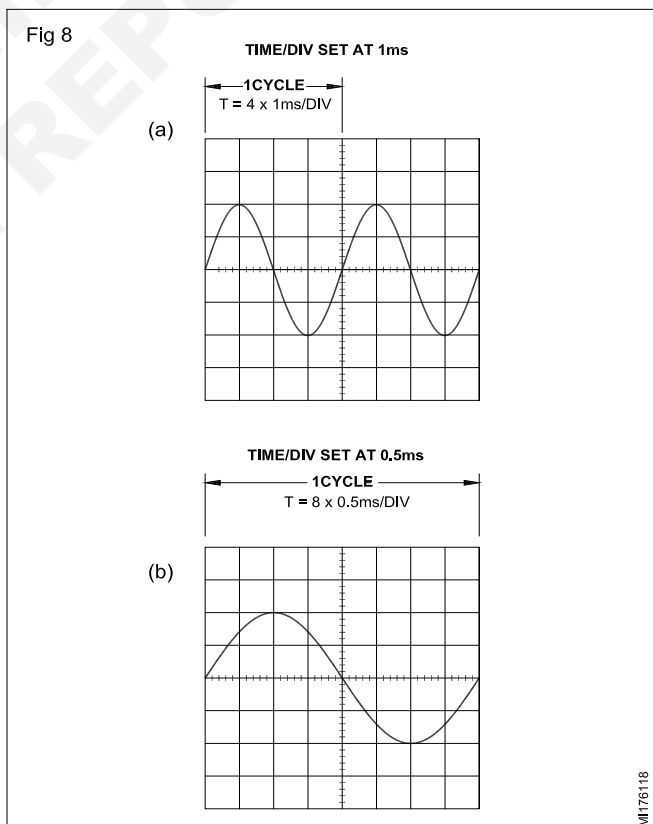 Fig 8
TIME/DIV SET AT 1ms
1CYCLE
T = 4 x 1ms/DIV
(a)
TIME/DIV SET AT 0.5ms
1CYCLE
T = 8 x 0.5ms/DIV
(b)
MI176118